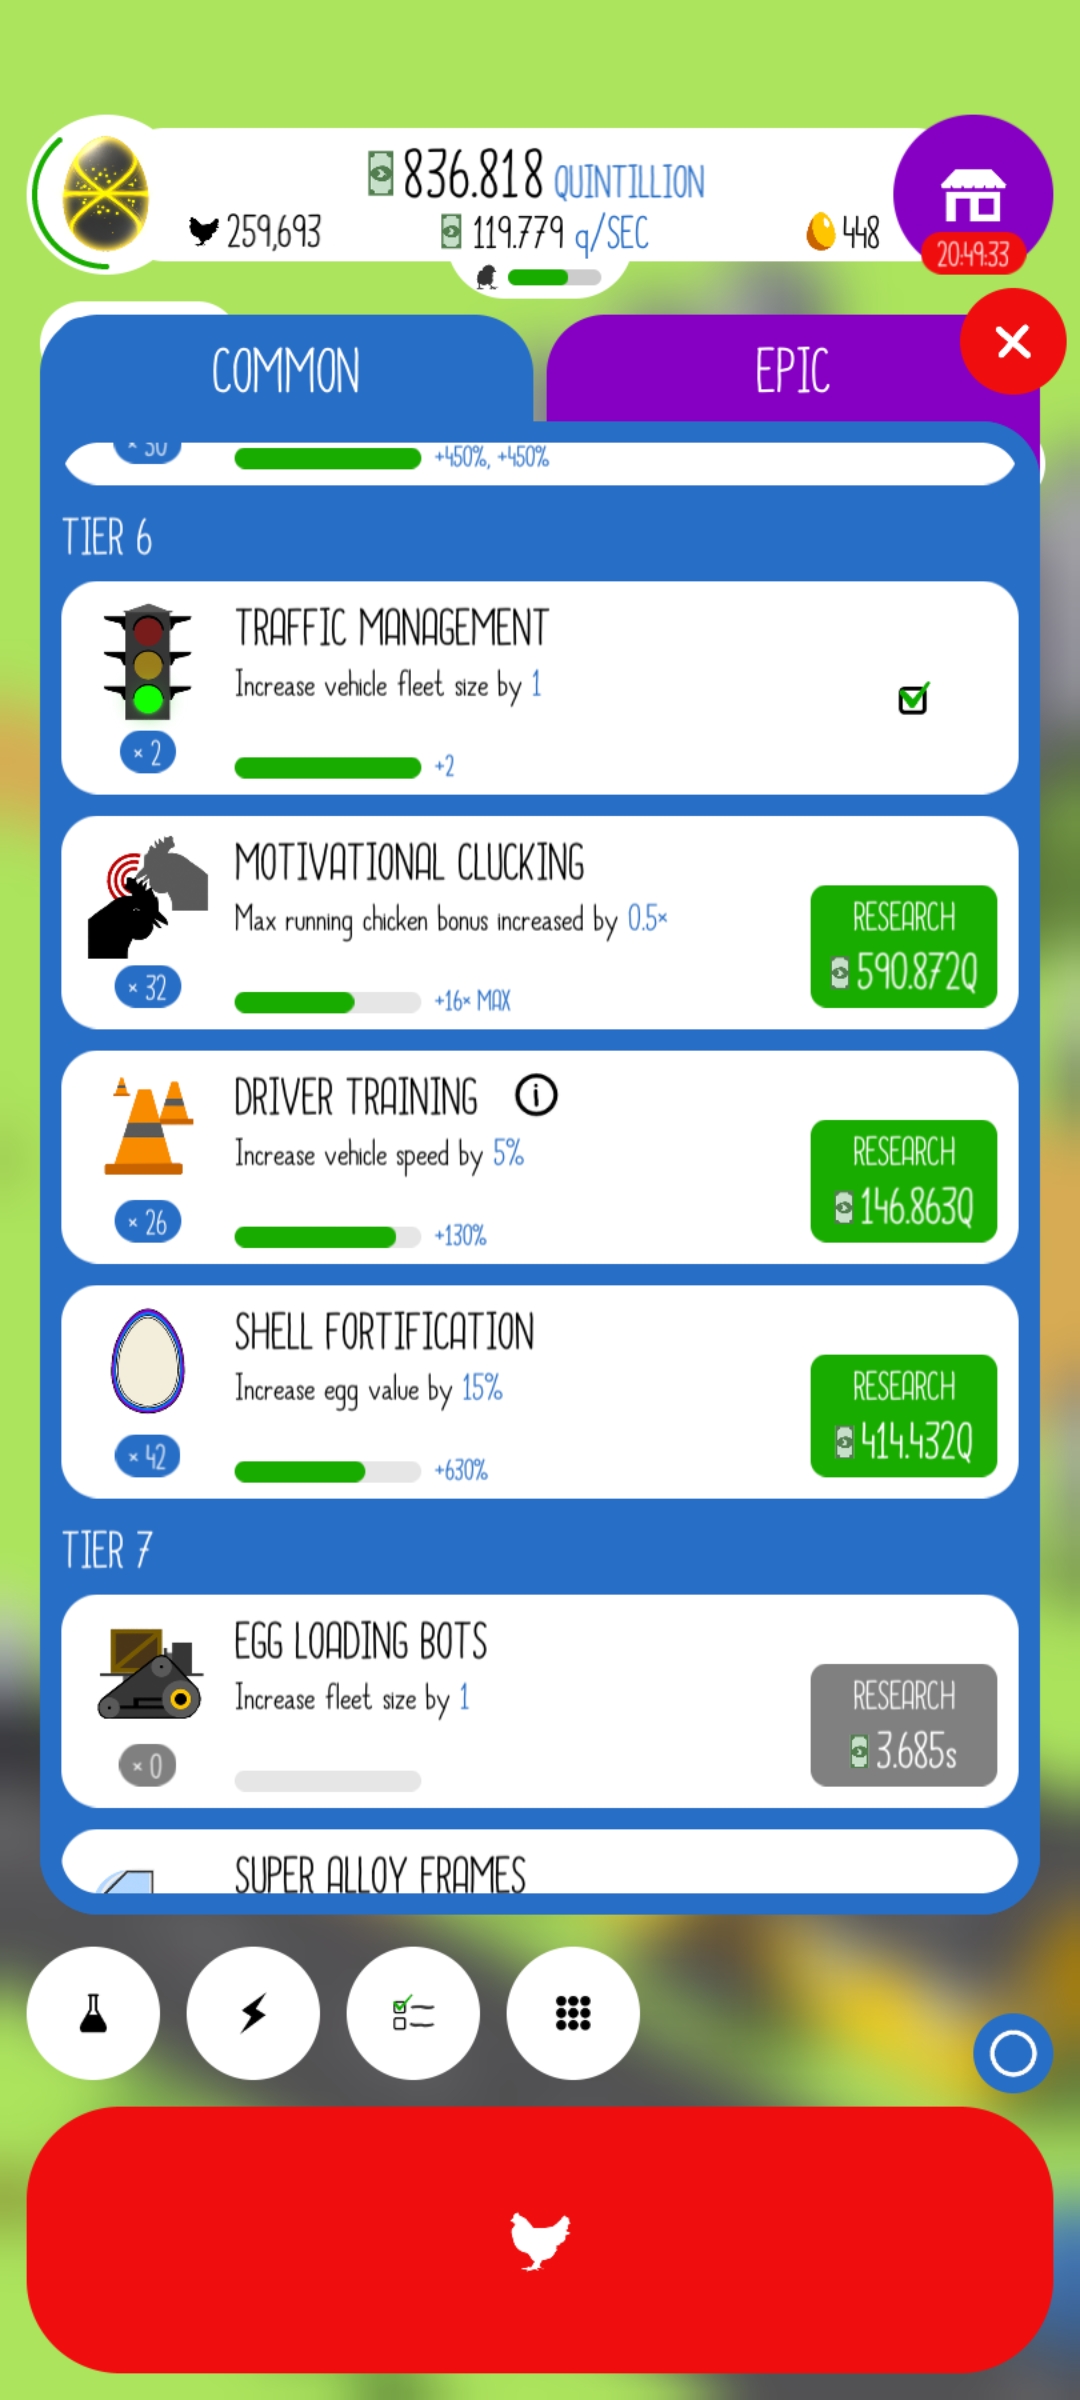 836.818 QUINTILLION
259,693
119.779 q/SEC
448
20:49:33
COMMON
EPIC
× 30
+450%, +450%
TIER 6
TRAFFIC MANAGEMENT
Increase vehicle fleet size by 1
× 2
+2
MOTIVATIONAL CLUCKING
Max running chicken bonus increased by 0.5×
RESEARCH
590.872Q
× 32
+16× MAX
DRIVER TRAINING
Increase vehicle speed by 5%
RESEARCH
146.863Q
× 26
+130%
SHELL FORTIFICATION
Increase egg value by 15%
RESEARCH
414.432Q
× 42
+630%
TIER 7
EGG LOADING BOTS
Increase fleet size by 1
RESEARCH
3.685s
× 0
SUPER ALLOY FRAMES